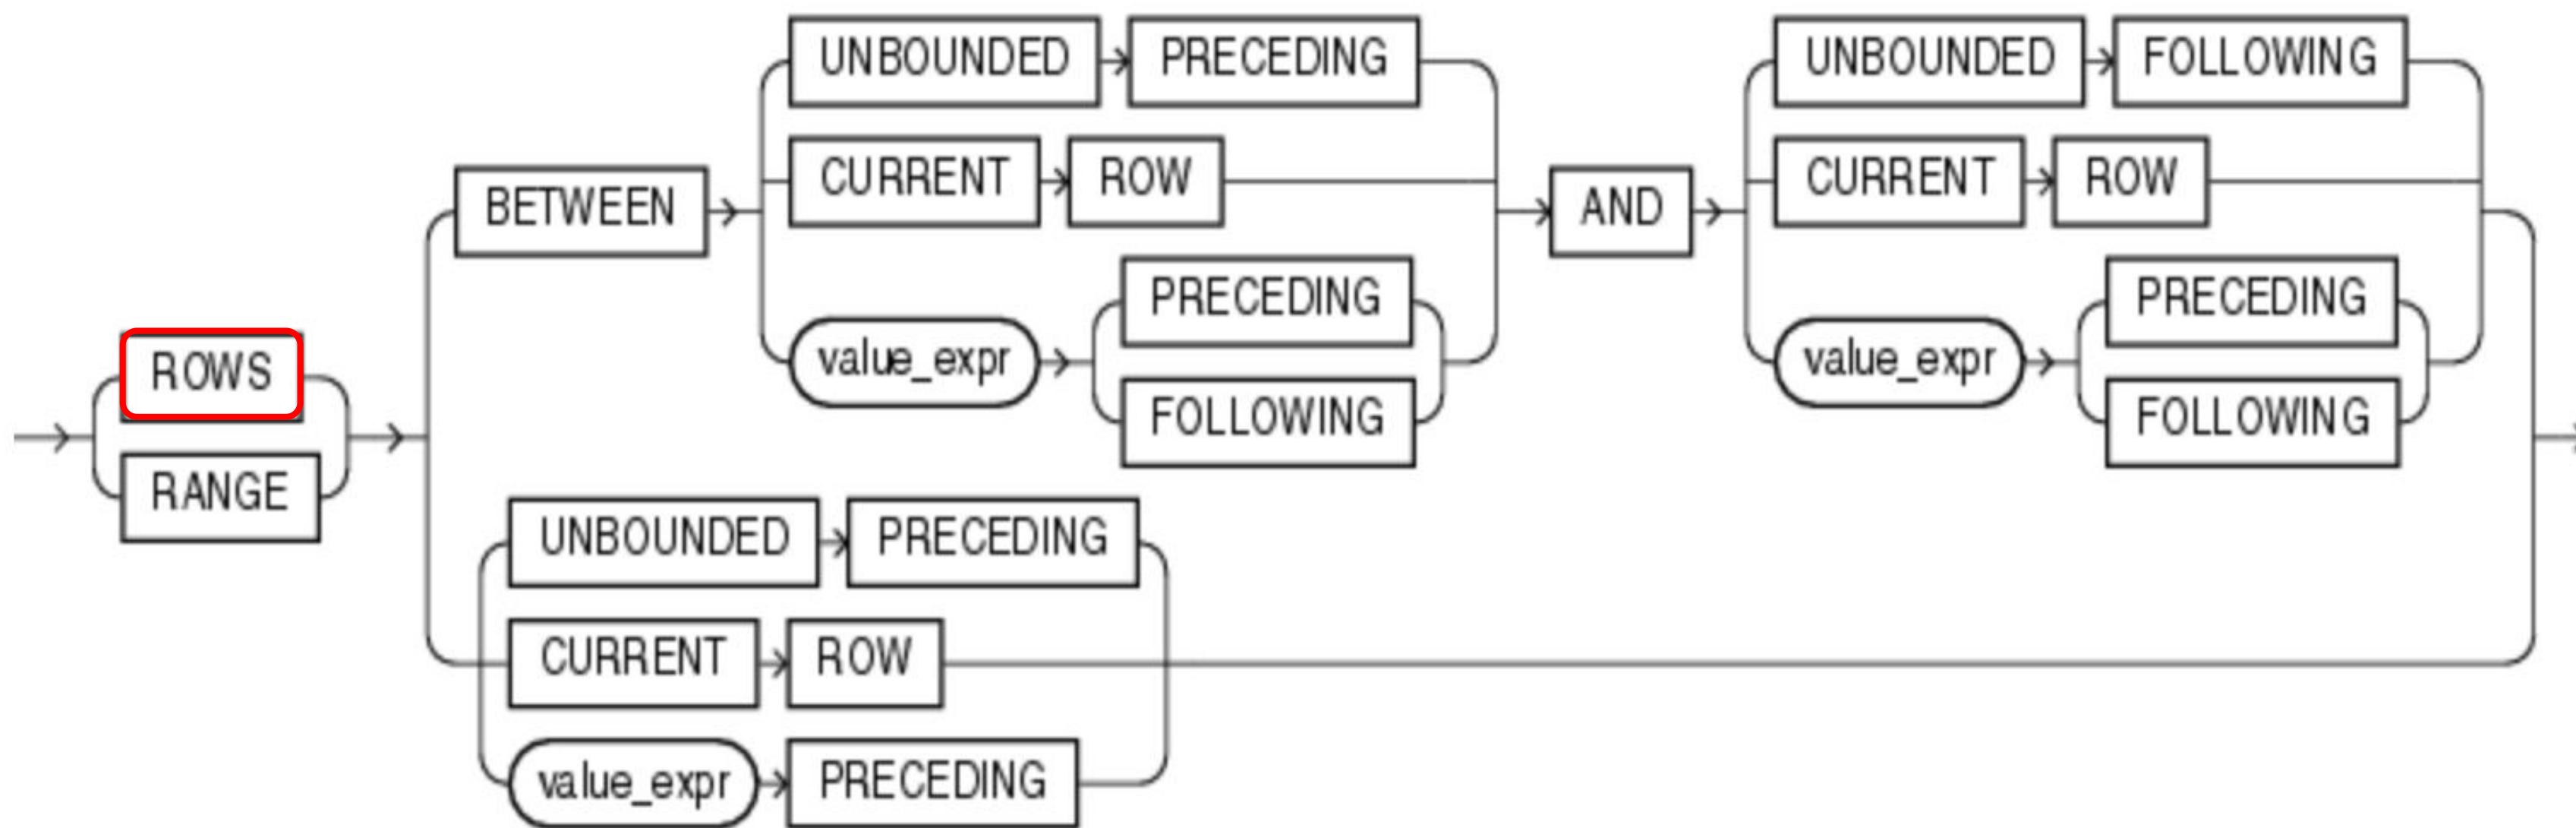 UNBOUNDED PRECEDING UNBOUNDED FOLLOWING
CURRENT ROW CURRENT ROW
BETWEEN AND
PRECEDING PRECEDING
value_expr value_expr
ROWS FOLLOWING FOLLOWING
RANGE
UNBOUNDED PRECEDING
CURRENT ROW
value_expr PRECEDING